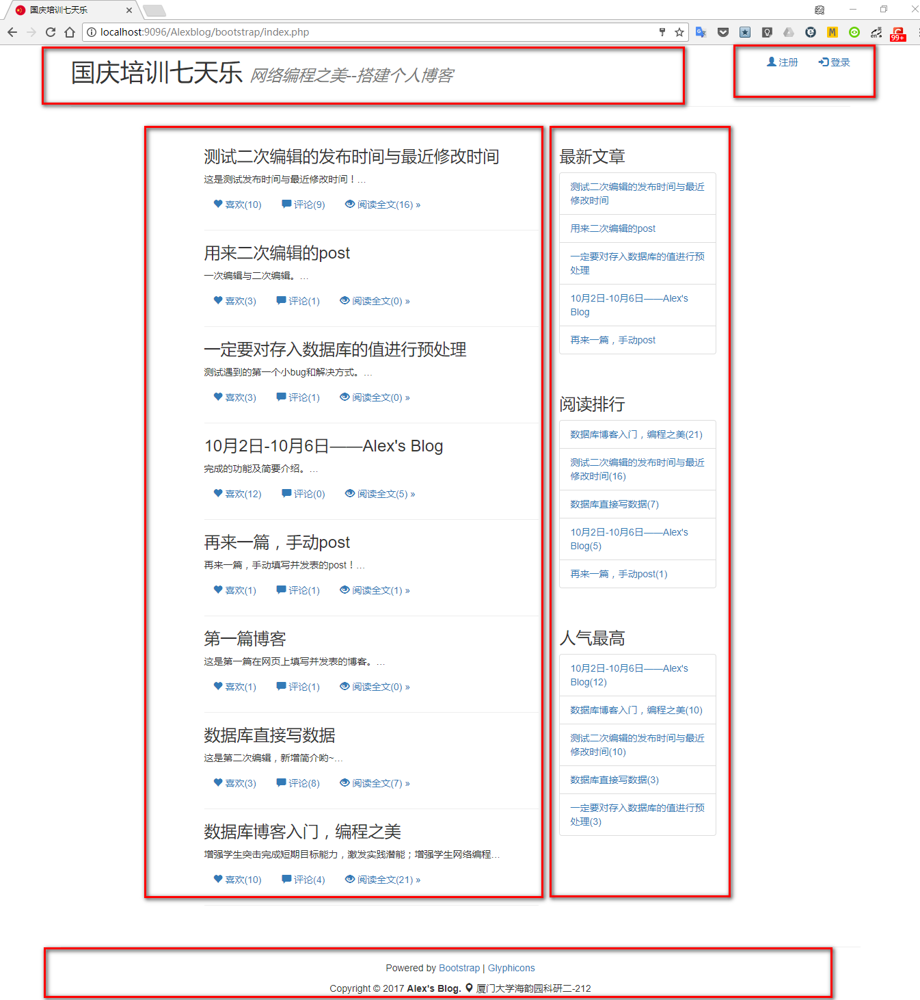 国庆培训七天乐
localhost:9096/Alexblog/bootstrap/index.php
en
99+
国庆培训七天乐 网络编程之美--搭建个人博客
注册 登录
测试二次编辑的发布时间与最近修改时间
这是测试发布时间与最近修改时间！...
喜欢(10) 评论(9) 阅读全文(16) »
用来二次编辑的post
一次编辑与二次编辑。...
喜欢(3) 评论(1) 阅读全文(0) »
一定要对存入数据库的值进行预处理
测试遇到的第一个小bug和解决方式。...
喜欢(3) 评论(1) 阅读全文(0) »
10月2日-10月6日——Alex's Blog
完成的功能及简要介绍。...
喜欢(12) 评论(0) 阅读全文(5) »
再来一篇，手动post
再来一篇，手动填写并发表的post！...
喜欢(1) 评论(1) 阅读全文(1) »
第一篇博客
这是第一篇在网页上填写并发表的博客。...
喜欢(1) 评论(1) 阅读全文(0) »
数据库直接写数据
这是第二次编辑，新增简介哟~...
喜欢(3) 评论(8) 阅读全文(7) »
数据库博客入门，编程之美
增强学生突击完成短期目标能力，激发实践潜能；增强学生网络编程...
喜欢(10) 评论(4) 阅读全文(21) »
最新文章
测试二次编辑的发布时间与最近
修改时间
用来二次编辑的post
一定要对存入数据库的值进行预
处理
10月2日-10月6日——Alex's
Blog
再来一篇，手动post
阅读排行
数据库博客入门，编程之美(21)
测试二次编辑的发布时间与最近
修改时间(16)
数据库直接写数据(7)
10月2日-10月6日——Alex's
Blog(5)
再来一篇，手动post(1)
人气最高
10月2日-10月6日——Alex's
Blog(12)
数据库博客入门，编程之美(10)
测试二次编辑的发布时间与最近
修改时间(10)
数据库直接写数据(3)
一定要对存入数据库的值进行预
处理(3)
Powered by Bootstrap | Glyphicons
Copyright © 2017 Alex's Blog. 厦门大学海韵园科研二-212